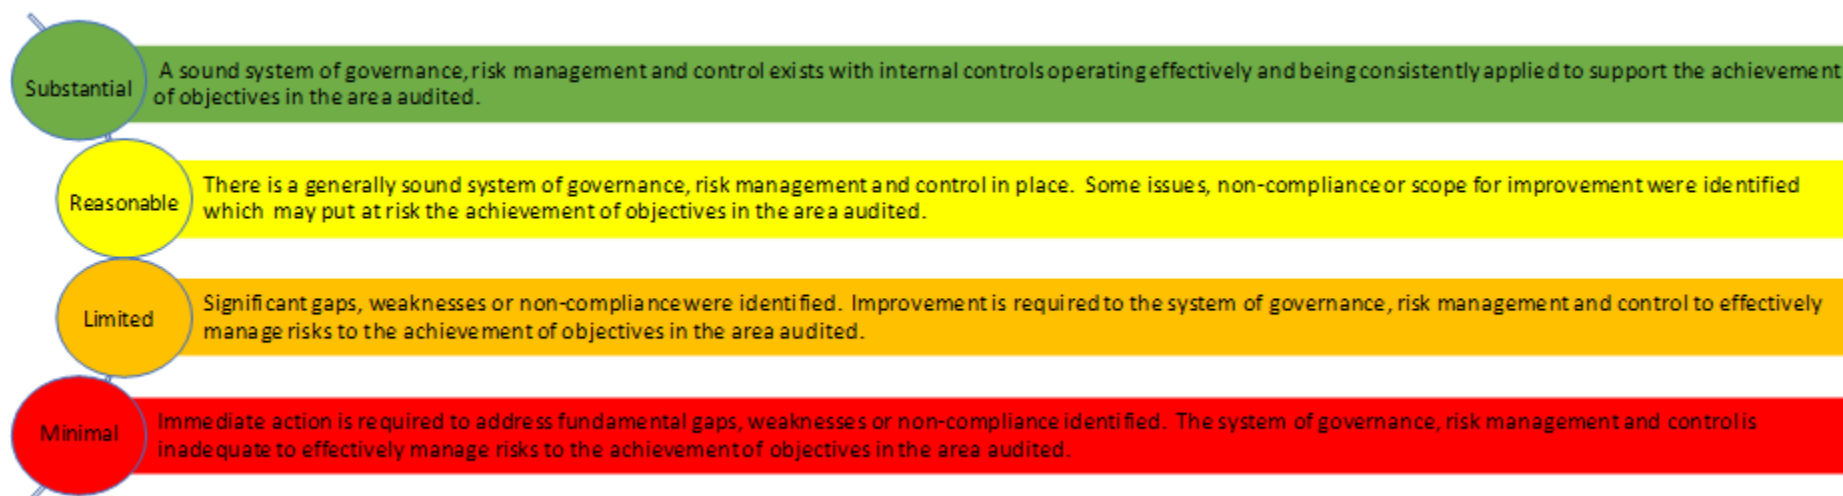 Substantial
A sound system of governance, risk management and control exists with internal controls operating effectively and being consistently applied to support the achievement
of objectives in the area audited.
Reasonable
There is a generally sound system of governance, risk management and control in place. Some issues, non-compliance or scope for improvement were identified
which may put at risk the achievement of objectives in the area audited.
Limited
Significant gaps, weaknesses or non-compliance were identified. Improvement is required to the system of governance, risk management and control to effectively
manage risks to the achievement of objectives in the area audited.
Minimal
Immediate action is required to address fundamental gaps, weaknesses or non-compliance identified. The system of governance, risk management and control is
inadequate to effectively manage risks to the achievement of objectives in the area audited.